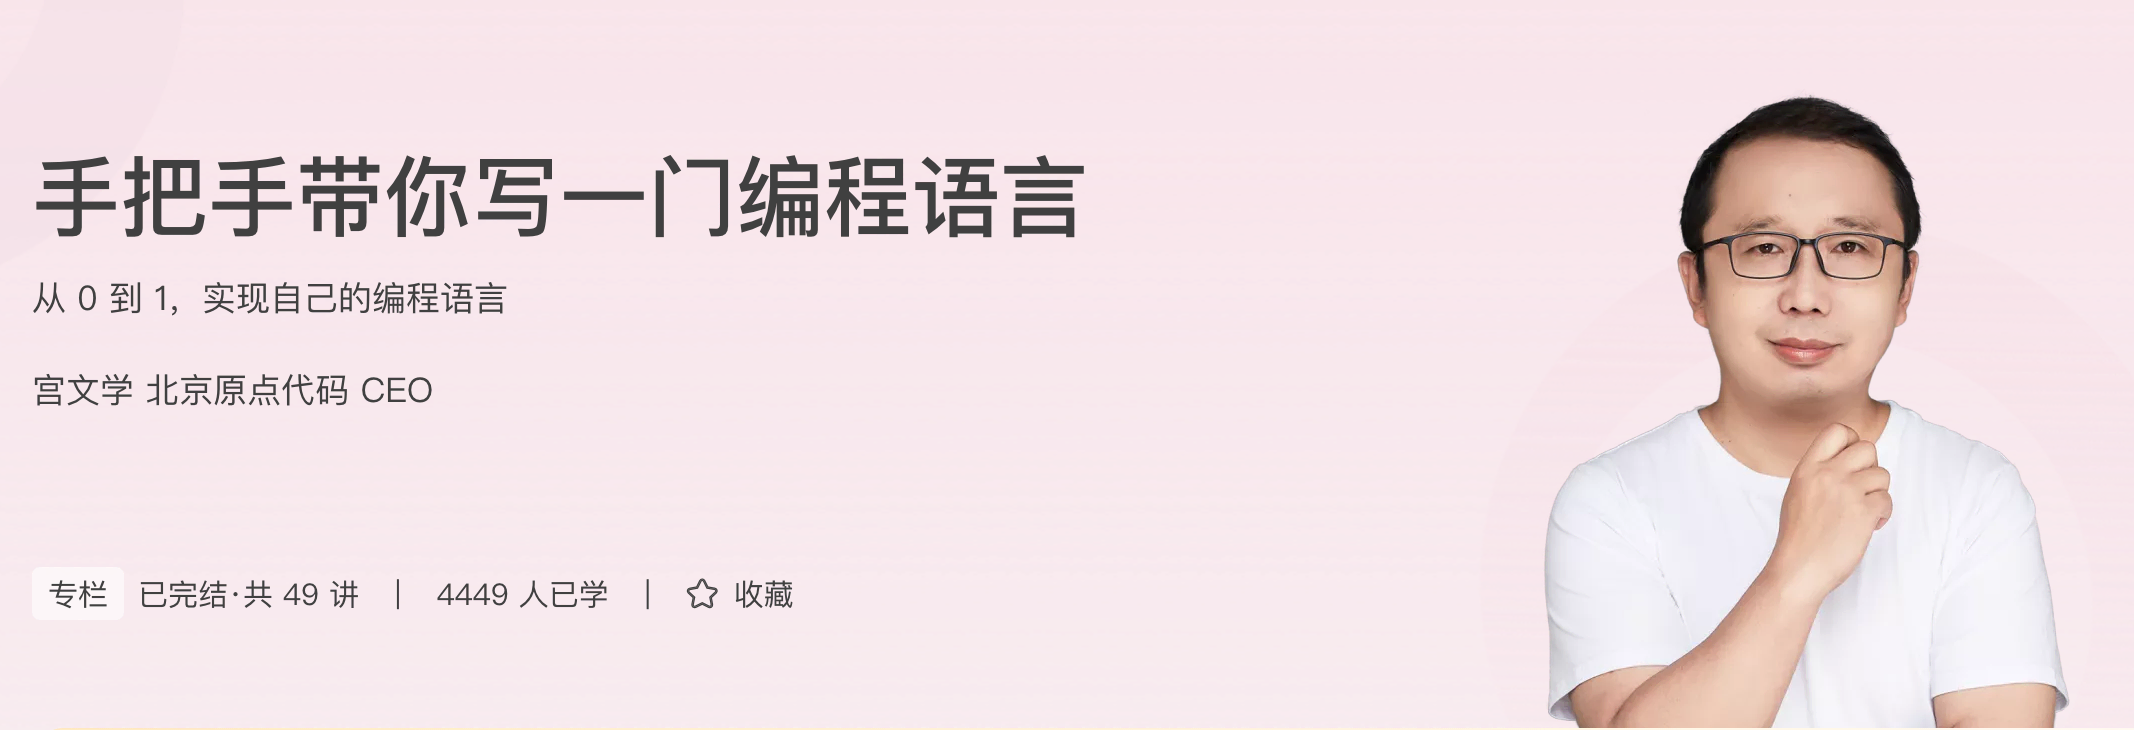 手把手带你写一门编程语言
从 0 到 1，实现自己的编程语言
宫文学 北京原点代码 CEO
专栏 已完结·共 49 讲 | 4449 人已学 | 收藏